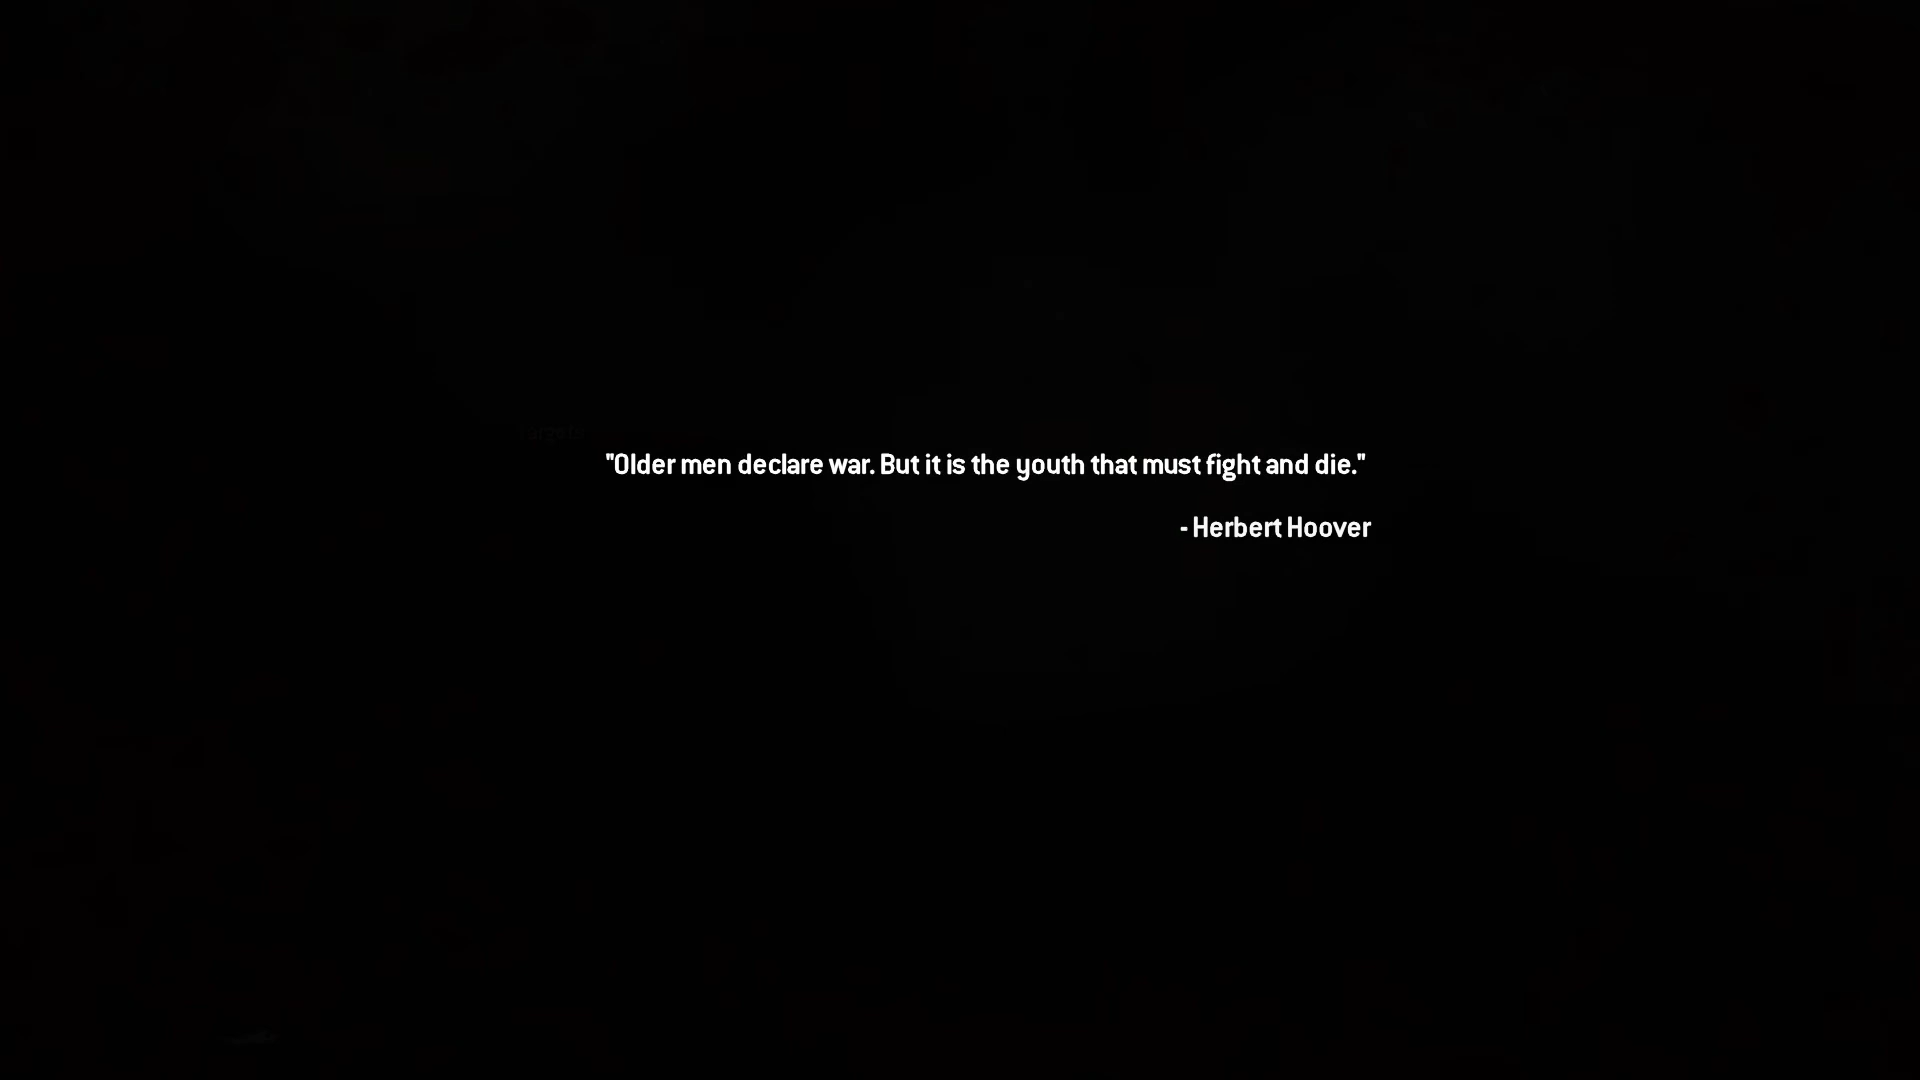 "Older men declare war. But it is the youth that must fight and die."
- Herbert Hoover